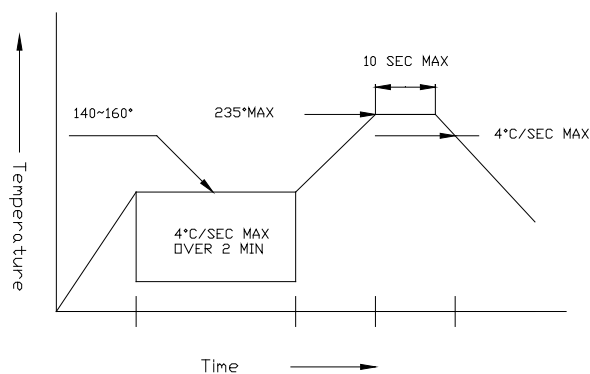 10 SEC MAX
140~160°
235°MAX
4°C/SEC MAX
Temperature
4°C/SEC MAX
OVER 2 MIN
Time